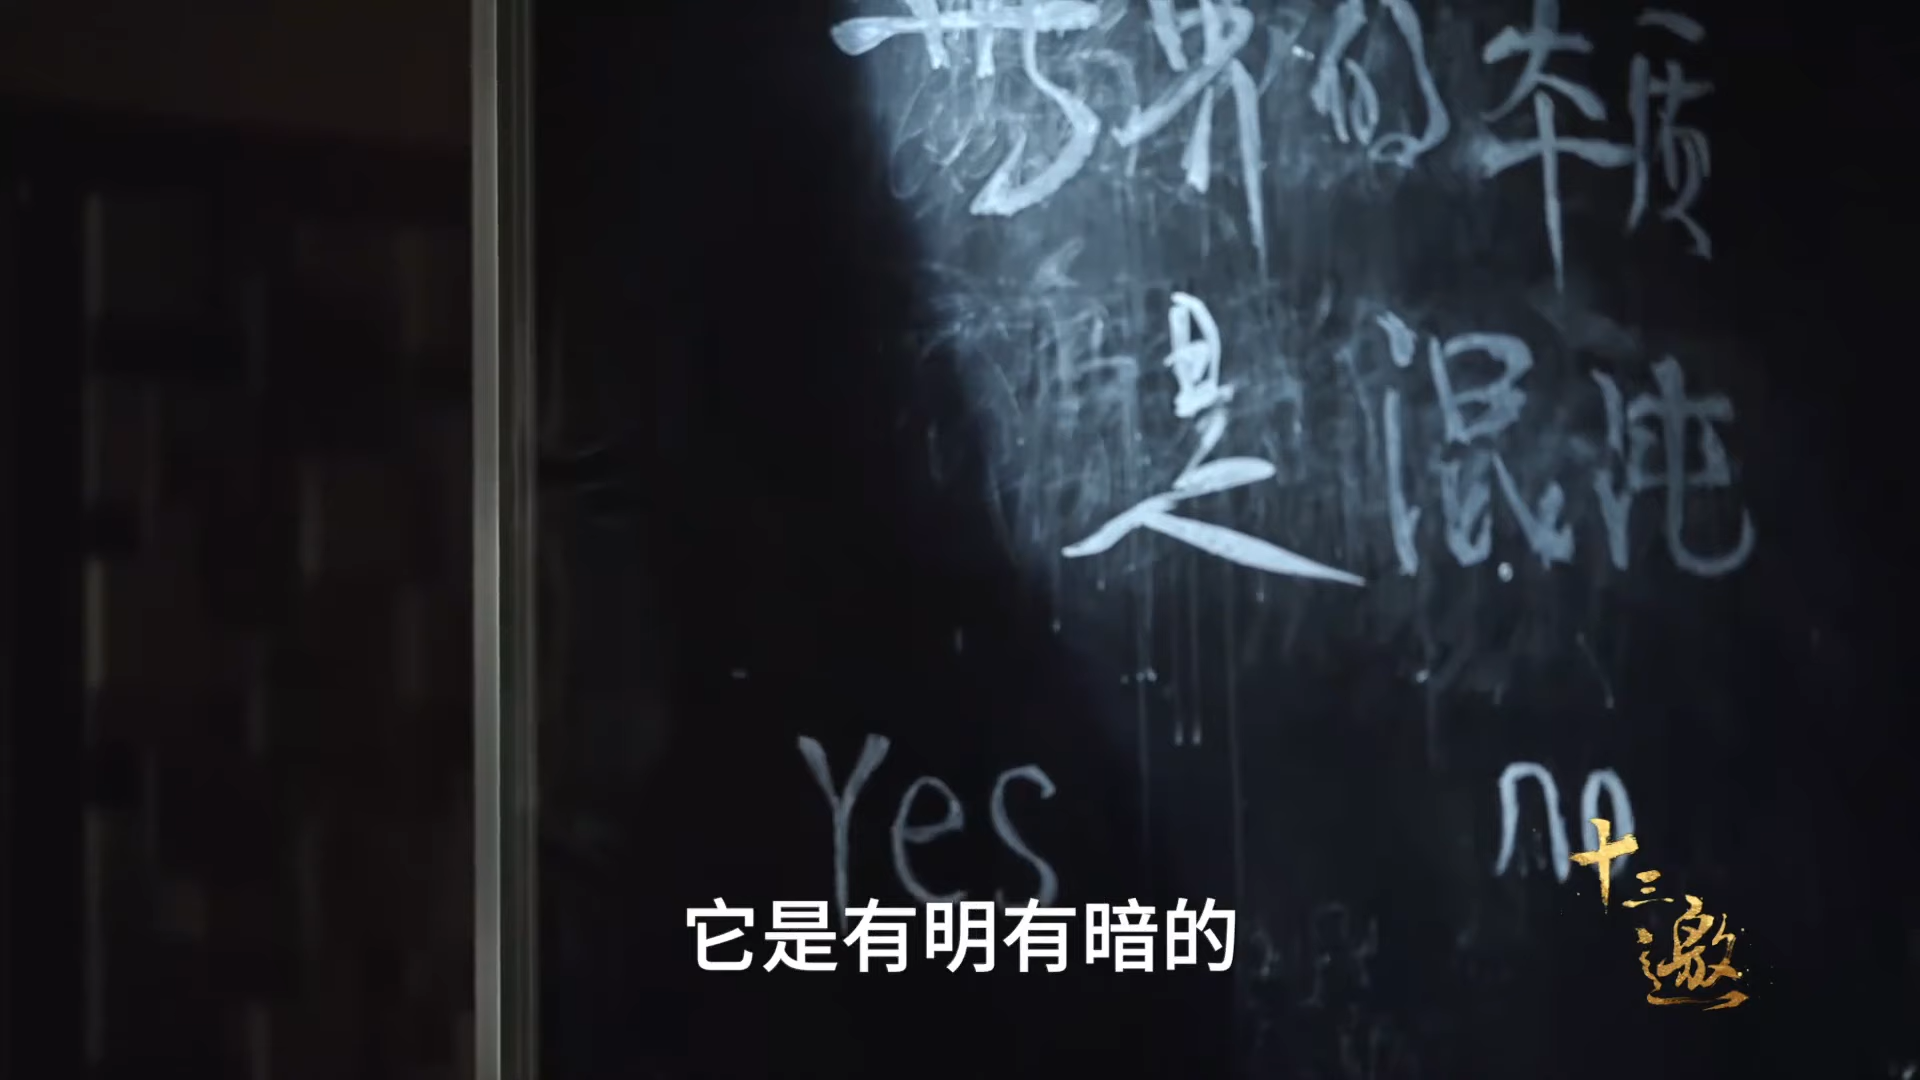 世界的本质
是混沌
Yes no
它是有明有暗的
十三邀